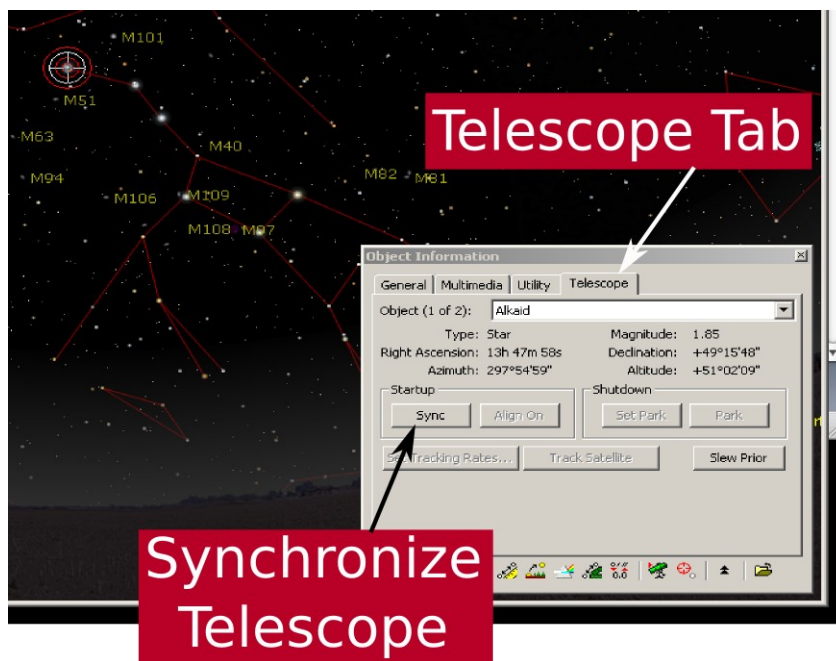 M101
M51
M63
M40
M94
M82 M81
M106
M109
M108 M97
Telescope Tab
Object Information
General Multimedia Utility Telescope
Object (1 of 2): Alkaid
Type: Star Magnitude: 1.85
Right Ascension: 13h 47m 58s Declination: +49°15'48"
Azimuth: 297°54'59" Altitude: +51°02'09"
Startup Shutdown
Sync Align On Set Park Park
Set Tracking Rates... Track Satellite Slew Prior
Synchronize
Telescope